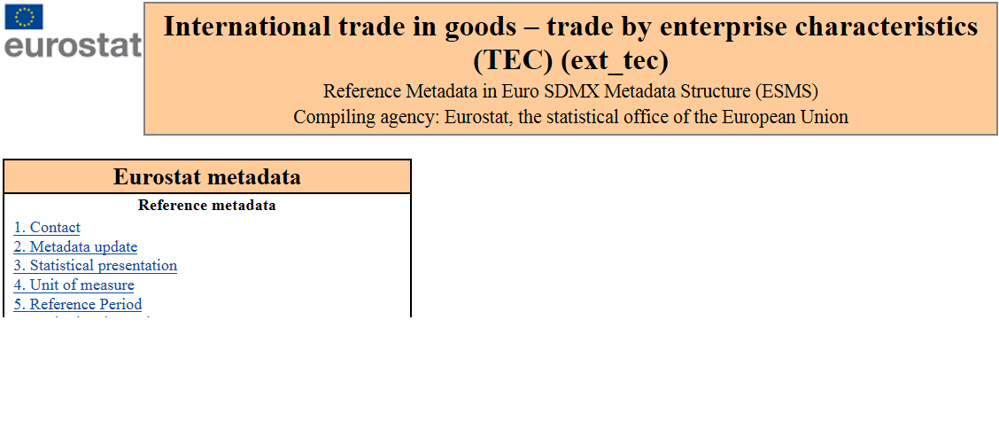 eurostat
International trade in goods – trade by enterprise characteristics
(TEC) (ext_tec)
Reference Metadata in Euro SDMX Metadata Structure (ESMS)
Compiling agency: Eurostat, the statistical office of the European Union
Eurostat metadata
Reference metadata
1. Contact
2. Metadata update
3. Statistical presentation
4. Unit of measure
5. Reference Period